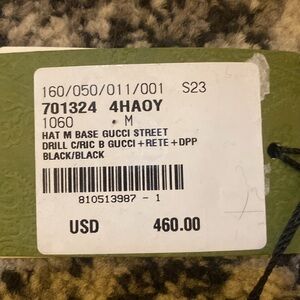 160/050/011/001 S23
701324 4HAOY
1060 M
HAT M BASE GUCCI STREET
DRILL C/RIC B GUCCI+RETE+DPP
BLACK/BLACK
810513987 - 1
USD 460.00